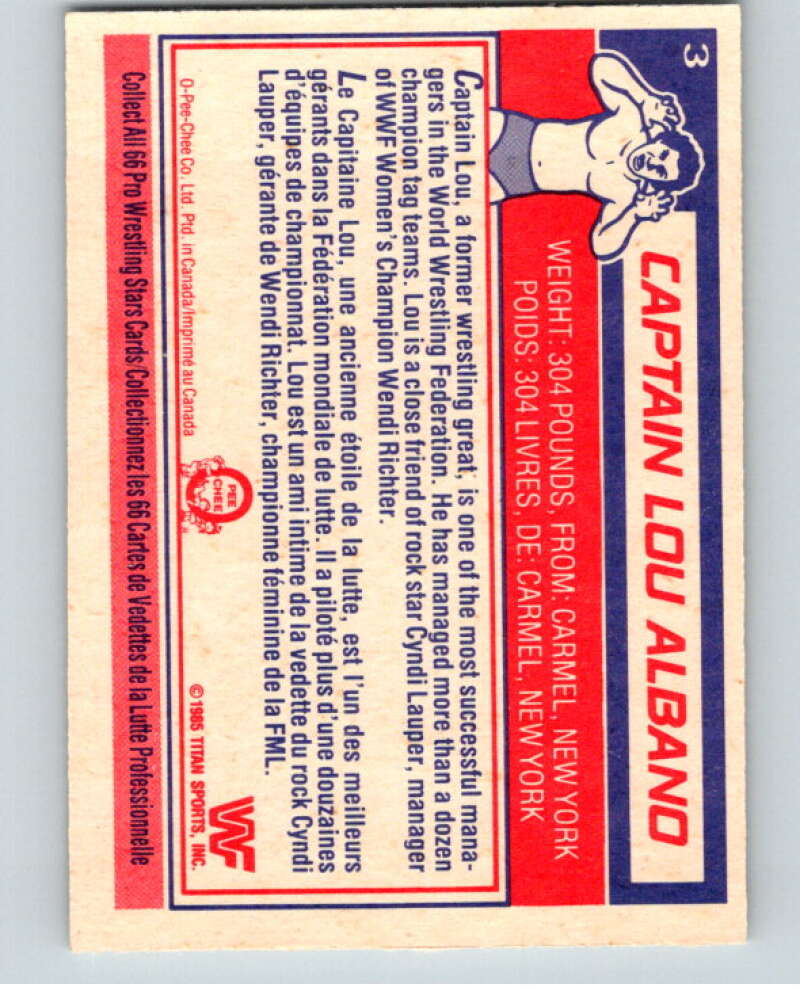 3
CAPTAIN LOU ALBANO
WEIGHT: 304 POUNDS, FROM: CARMEL, NEW YORK
POIDS: 304 LIVRES, DE: CARMEL, NEW YORK
Captain Lou, a former wrestling great, is one of the most successful mana-
gers in the World Wrestling Federation. He has managed more than a dozen
champion tag teams. Lou is a close friend of rock star Cyndi Lauper, manager
of WWF Women's Champion Wendi Richter.
Le Capitaine Lou, une ancienne étoile de la lutte, est l'un des meilleurs
gérants dans la Fédération mondiale de lutte. Il a piloté plus d'une douzaines
d'équipes de championnat. Lou est un ami intime de la vedette du rock Cyndi
Lauper, gérante de Wendi Richter, championne féminine de la FML.
O-Pee-Chee Co. Ltd. Ptd. in Canada/Imprimé au Canada
O
PEE
CHEE
© 1985 TITAN SPORTS, INC.
WF
Collect All 66 Pro Wrestling Stars Cards/Collectionnez les 66 Cartes de Vedettes de la Lutte Professionnelle